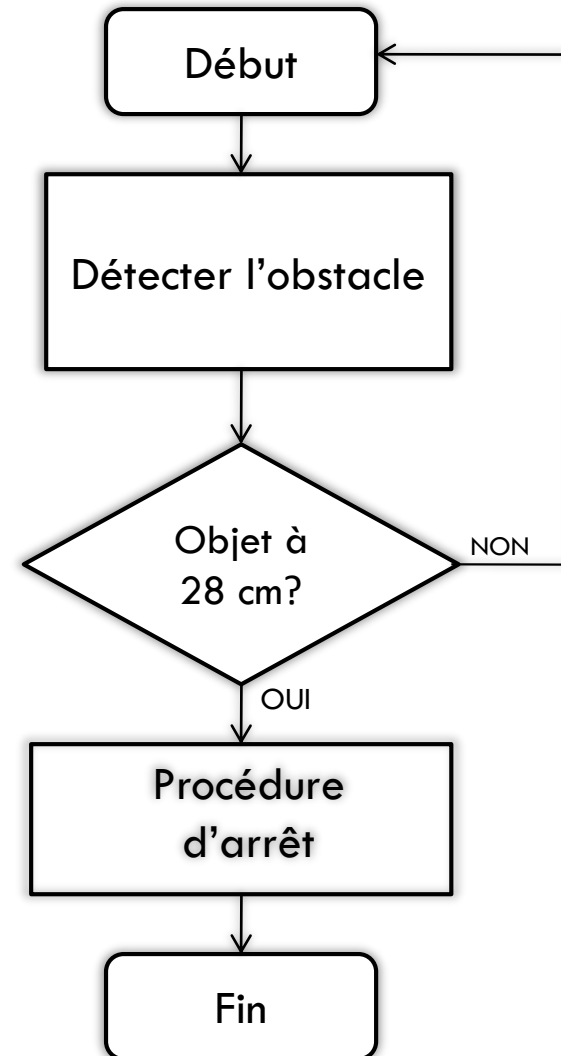 Début
Détecter l’obstacle
Objet à
28 cm?
NON
OUI
Procédure
d’arrêt
Fin